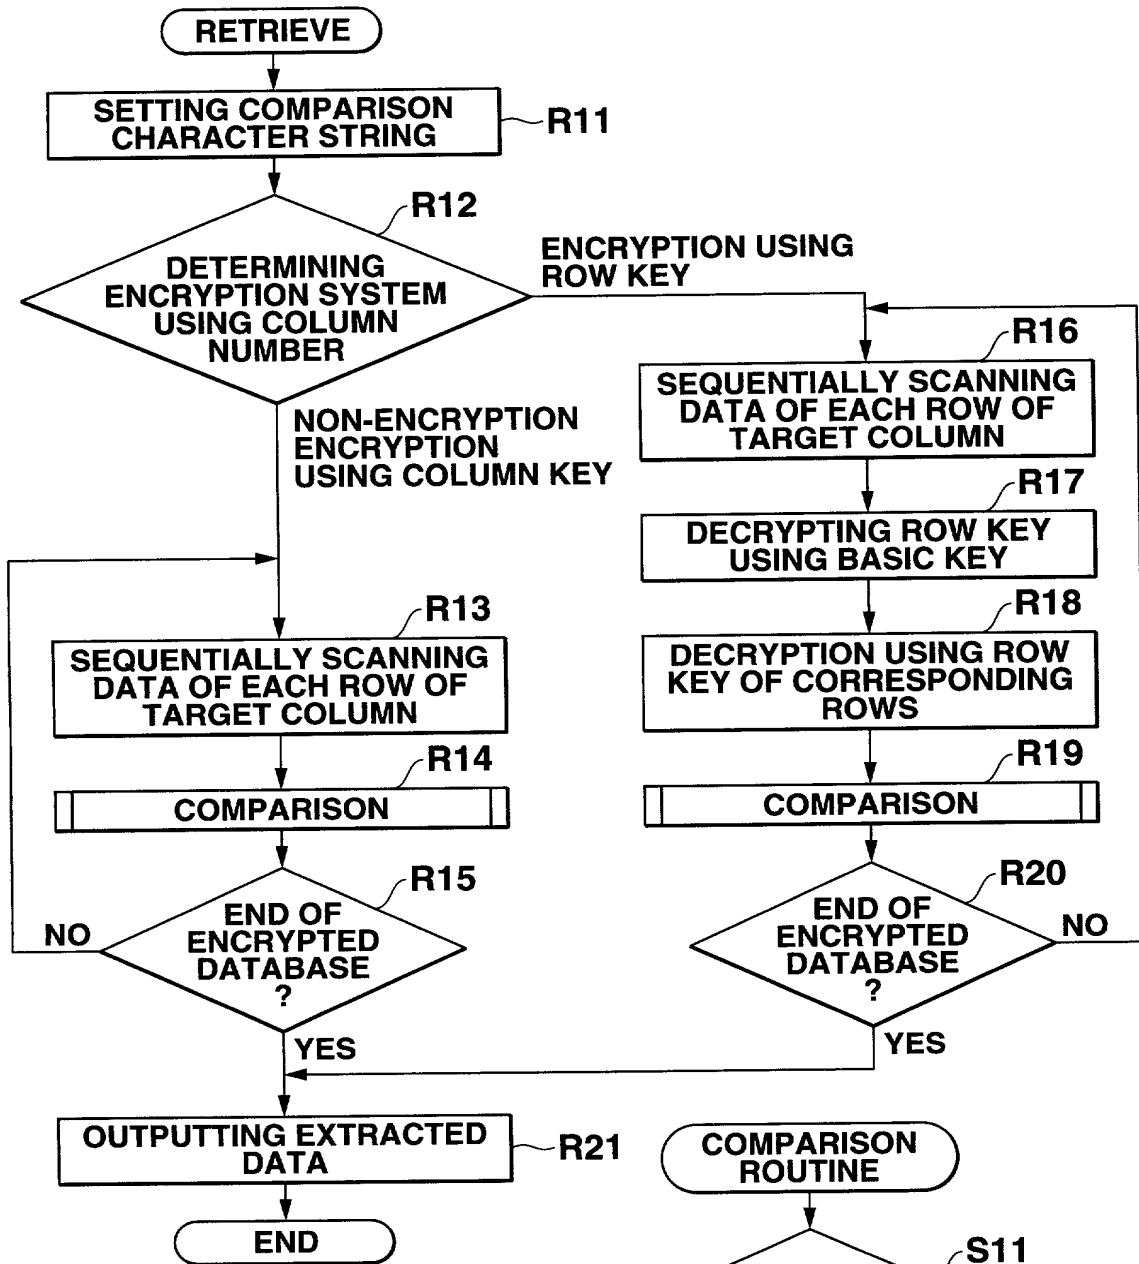 RETRIEVE
SETTING COMPARISON
CHARACTER STRING
R11
R12
DETERMINING
ENCRYPTION SYSTEM
USING COLUMN
NUMBER
ENCRYPTION USING
ROW KEY
NON-ENCRYPTION
ENCRYPTION
USING COLUMN KEY
R13
SEQUENTIALLY SCANNING
DATA OF EACH ROW OF
TARGET COLUMN
R14
COMPARISON
R15
END OF
ENCRYPTED
DATABASE
?
NO
YES
R16
SEQUENTIALLY SCANNING
DATA OF EACH ROW OF
TARGET COLUMN
R17
DECRYPTING ROW KEY
USING BASIC KEY
R18
DECRYPTION USING ROW
KEY OF CORRESPONDING
ROWS
R19
COMPARISON
R20
END OF
ENCRYPTED
DATABASE
?
NO
YES
OUTPUTTING EXTRACTED
DATA
R21
END
COMPARISON
ROUTINE
S11